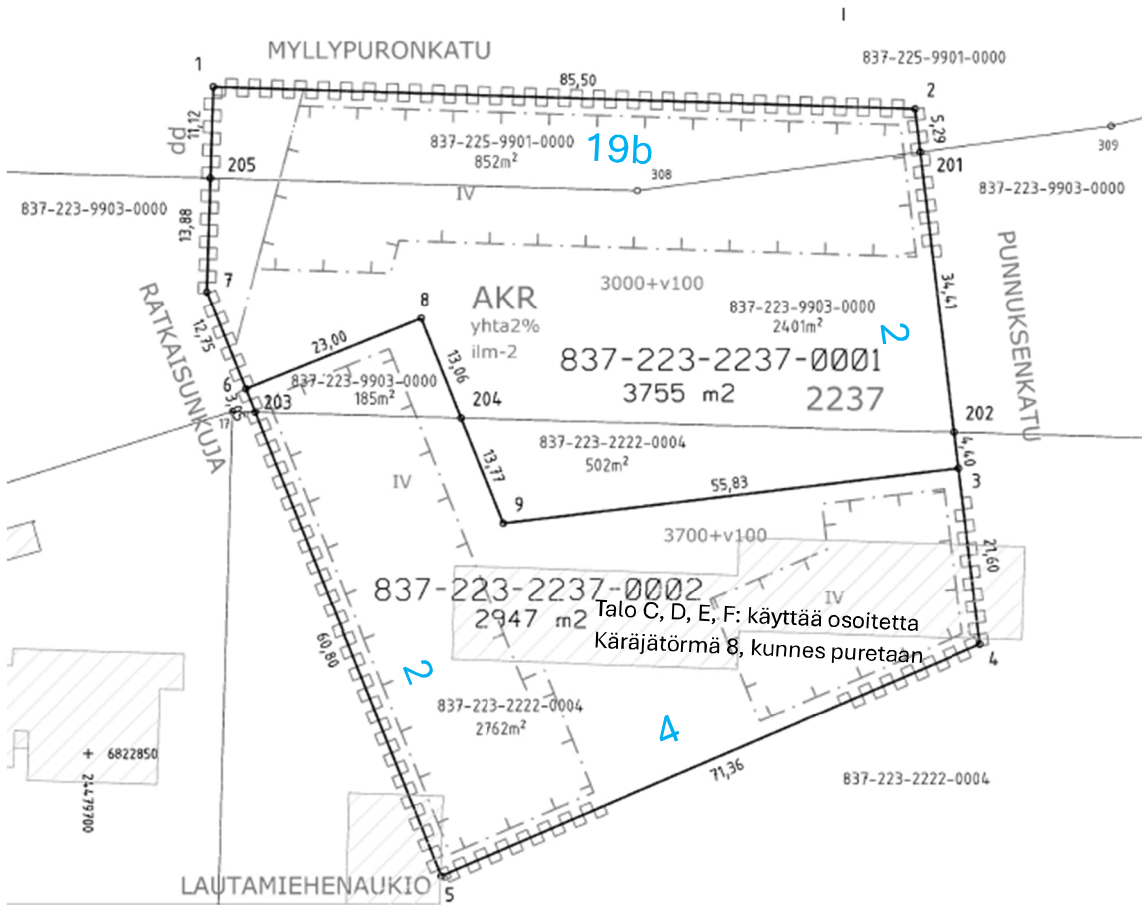 I
MYLLYPURONKATU
837-225-9901-0000
1
85,50
2
11,12
pp
5,29
837-225-9901-0000
19b
852m²
309
205
308
201
IV
837-223-9903-0000
837-223-9903-0000
13,88
PUNNUKSENKATU
7
3000+v100
34,41
RATKAISUNKUJA
AKR
8
837-223-9903-0000
yhta2%
2401m²
2
12,75
23,00
ilm-2
13,06
837-223-2237-0001
6
837-223-9903-0000
3755 m2
2237
185m²
203
204
202
17
837-223-2222-0004
4,40
502m²
13,77
IV
3
55,83
9
3700+v100
21,60
837-223-2237-0002
IV
2947 m2
Talo C, D, E, F: käyttää osoitetta
Käräjätörmä 8, kunnes puretaan
60,80
4
2
837-223-2222-0004
2762m²
4
6822850
71,36
837-223-2222-0004
24479700
LAUTAMIEHENAUKIO
5